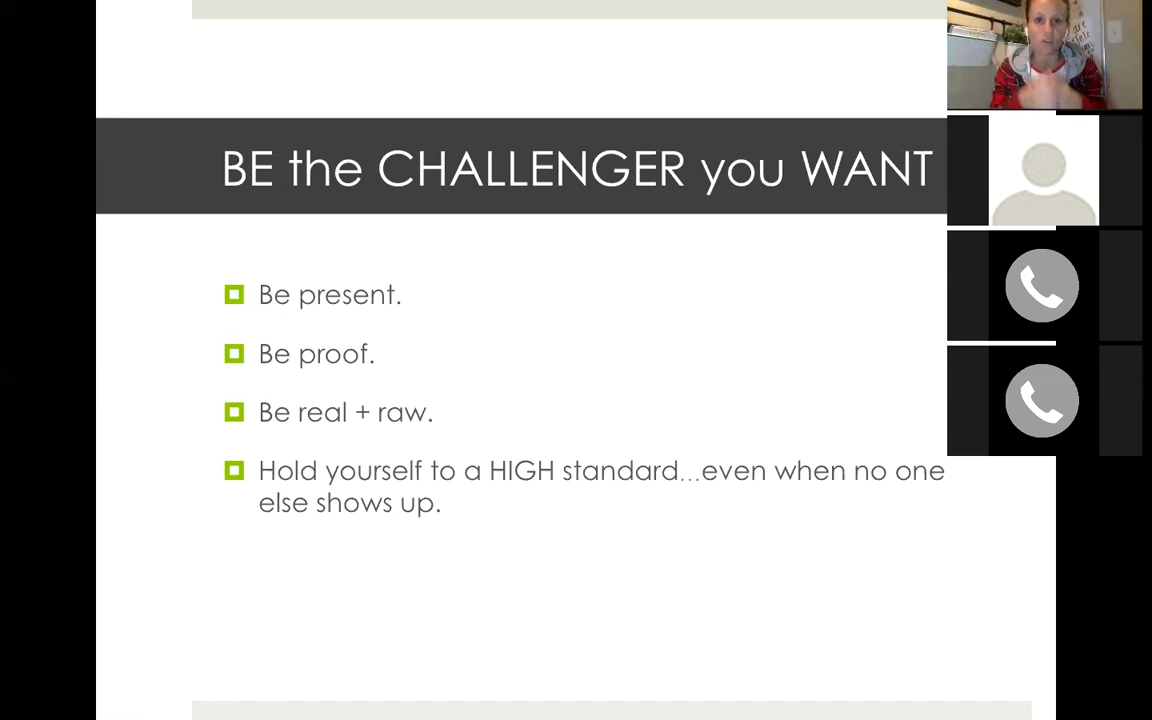 BE the CHALLENGER you WANT
Be present.
Be proof.
Be real + raw.
Hold yourself to a HIGH standard...even when no one
else shows up.